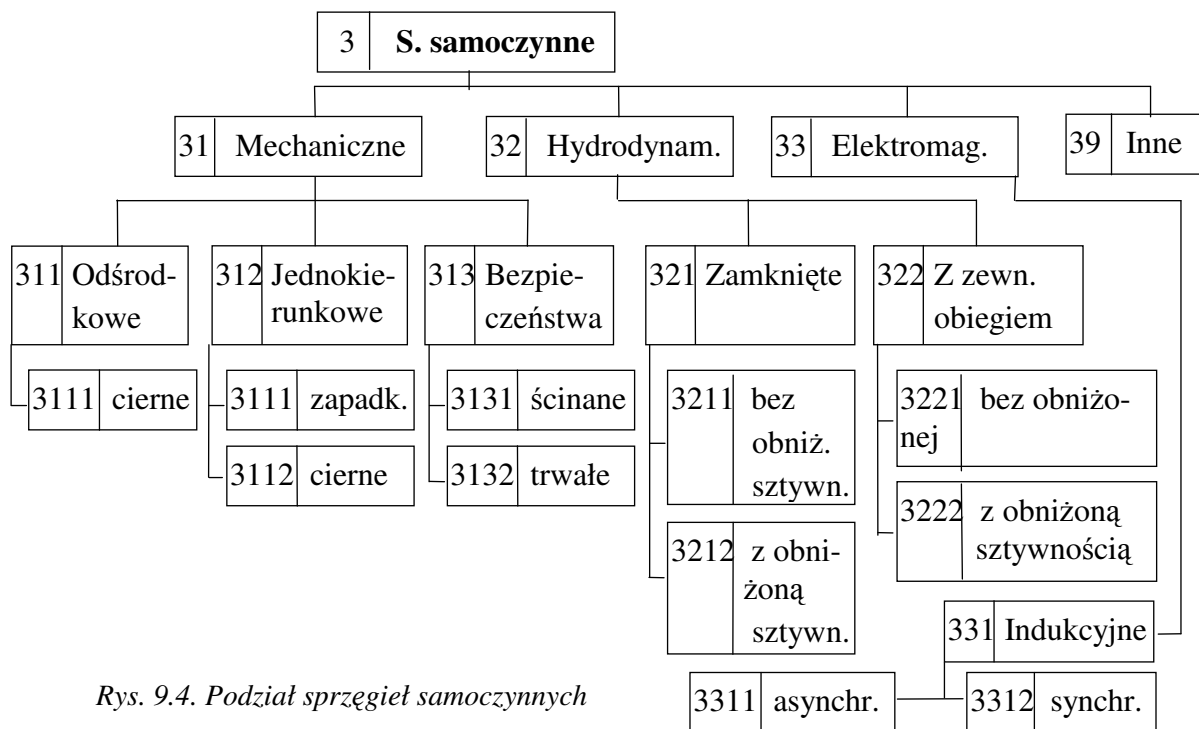 3 S. samoczynne
31 Mechaniczne
32 Hydrodynam.
33 Elektromag.
39 Inne
311 Odśrod-
kowe
312 Jednokie-
runkowe
313 Bezpie-
czeństwa
321 Zamknięte
322 Z zewn.
obiegiem
3111 cierne
3111 zapadk.
3112 cierne
3131 ścinane
3132 trwałe
3211 bez
obniż.
sztywn.
3212 z obni-
żoną
sztywn.
3221 bez obniżo-
nej
3222 z obniżoną
sztywnością
331 Indukcyjne
3311 asynchr.
3312 synchr.
Rys. 9.4. Podział sprzęgieł samoczynnych